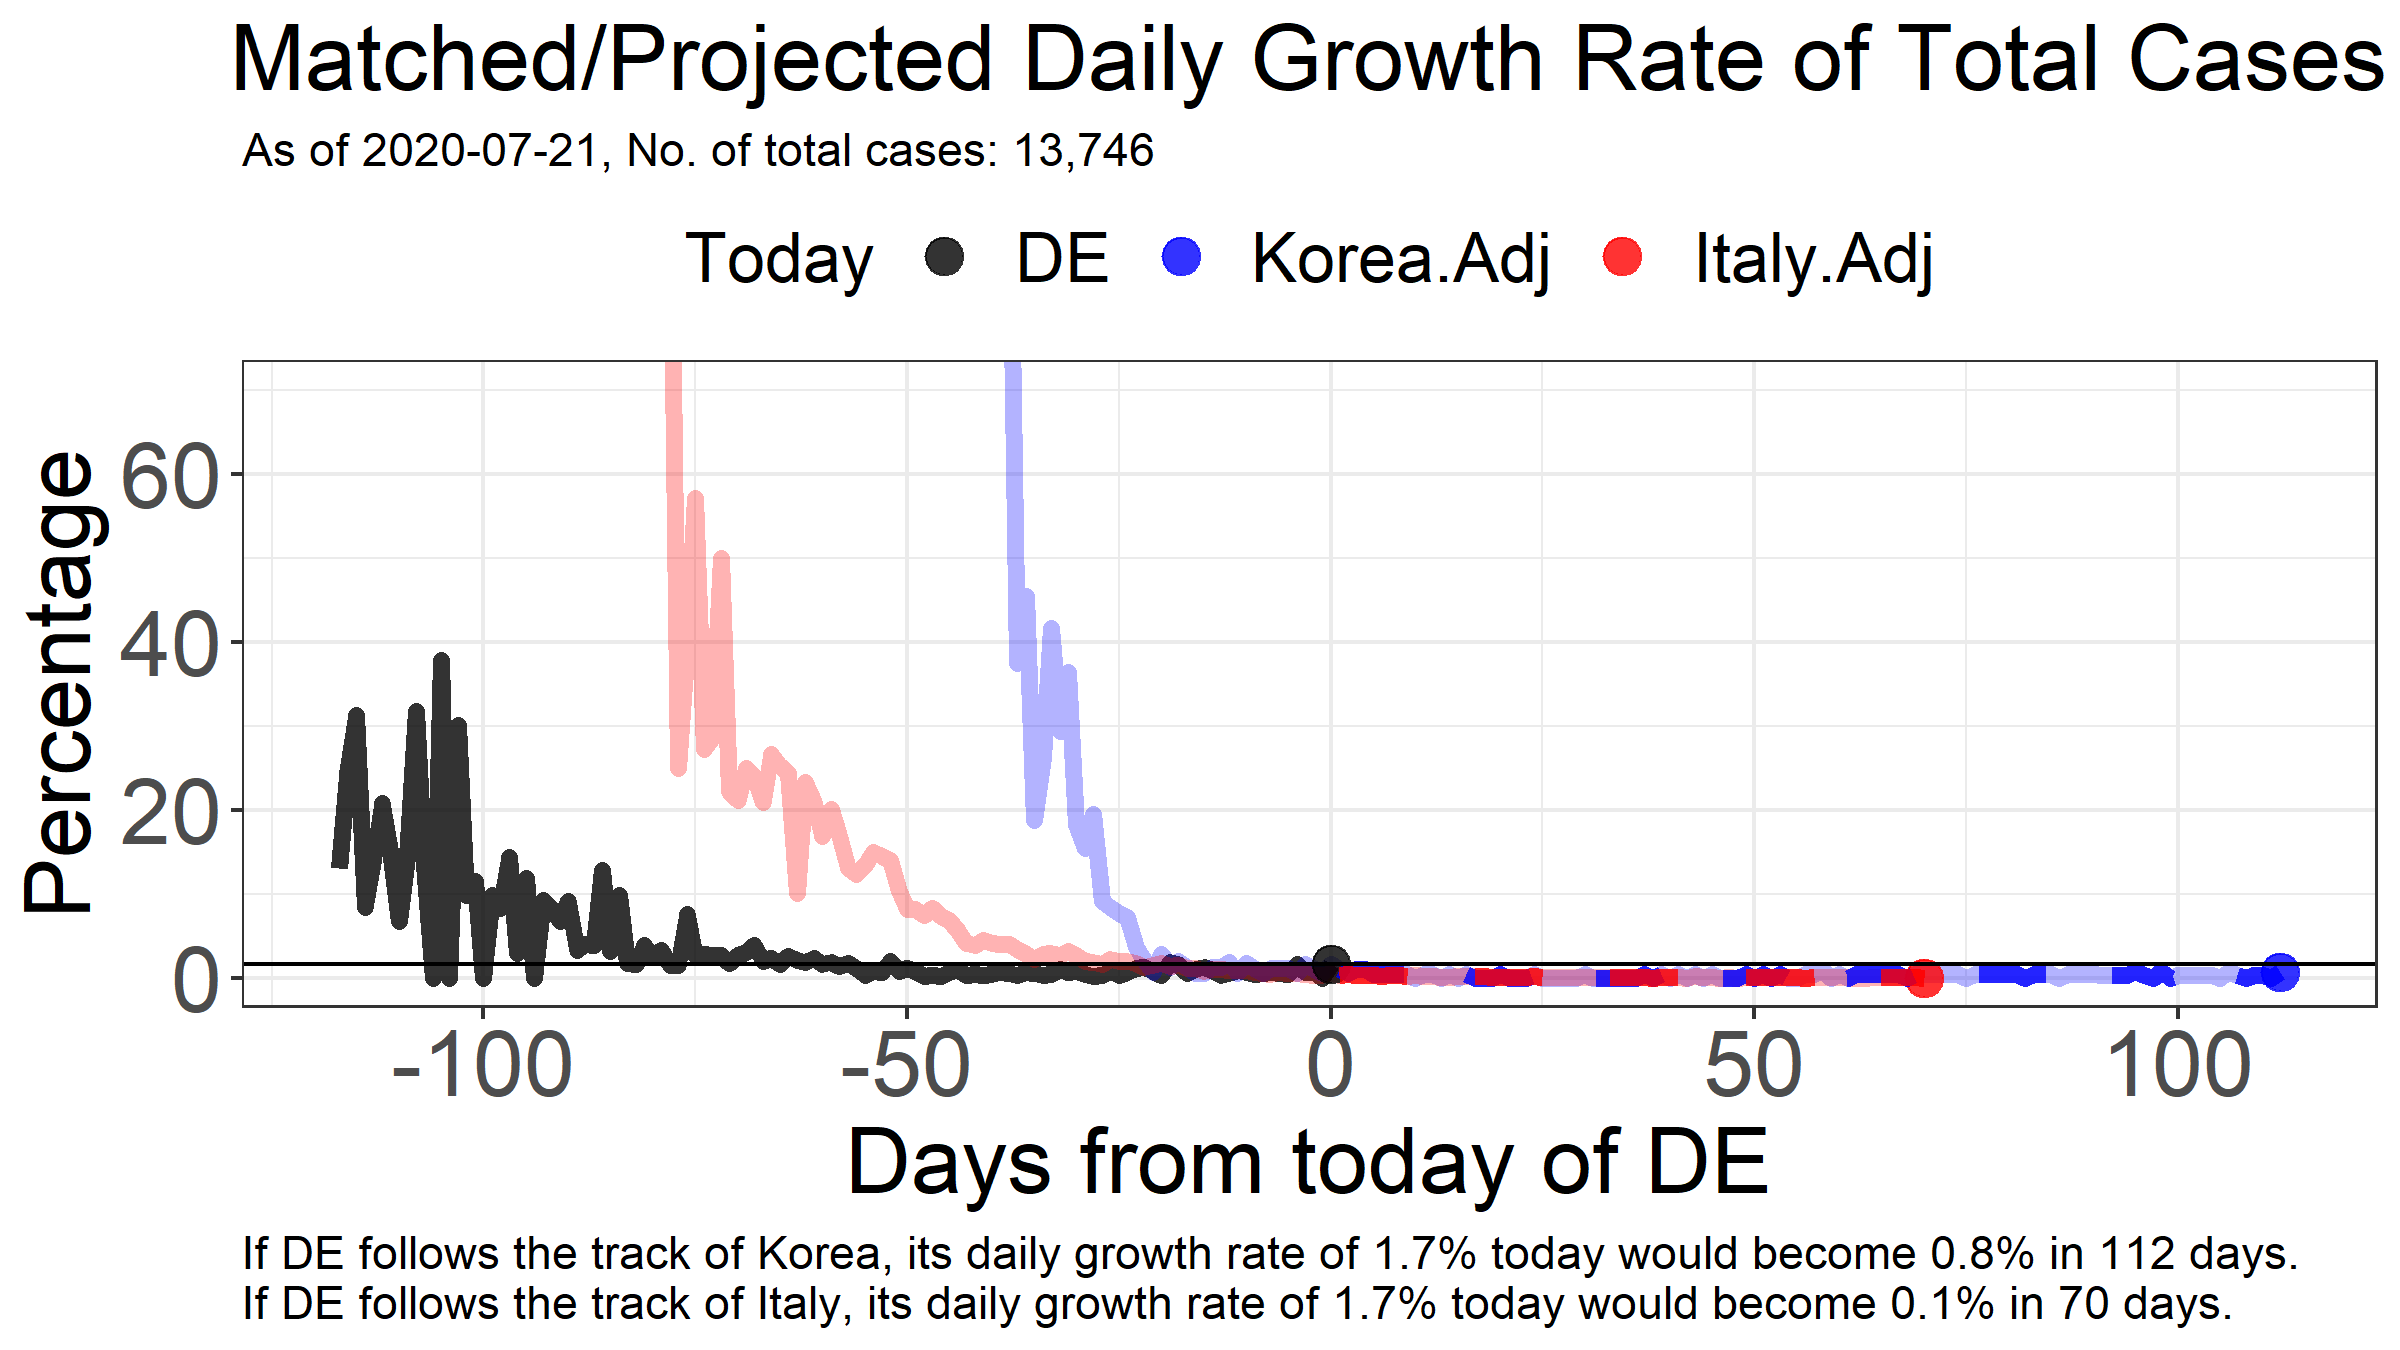 Matched/Projected Daily Growth Rate of Total Cases
As of 2020-07-21, No. of total cases: 13,746
Today DE Korea.Adj Italy.Adj
Percentage
60
40
20
0
-100 -50 0 50 100
Days from today of DE
If DE follows the track of Korea, its daily growth rate of 1.7% today would become 0.8% in 112 days.
If DE follows the track of Italy, its daily growth rate of 1.7% today would become 0.1% in 70 days.